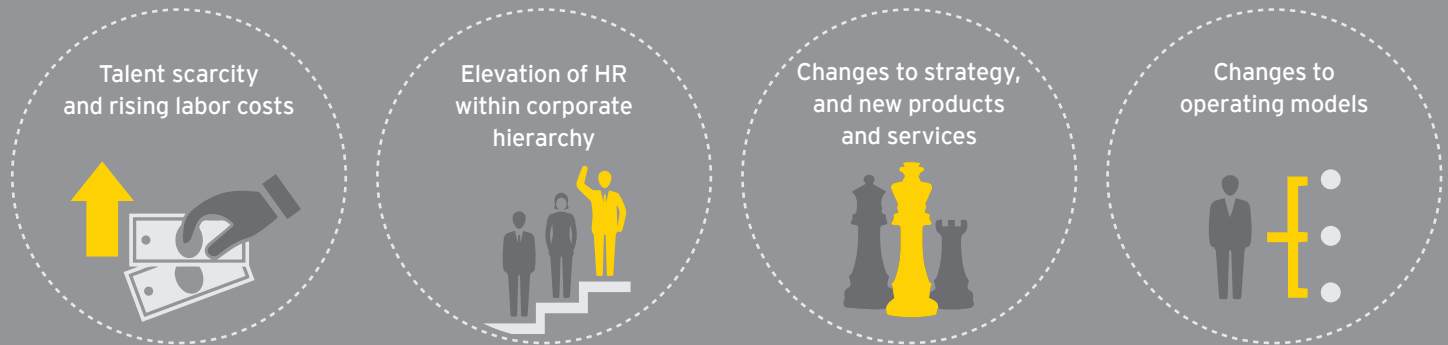 Talent scarcity
and rising labor costs
Elevation of HR
within corporate
hierarchy
Changes to strategy,
and new products
and services
Changes to
operating models